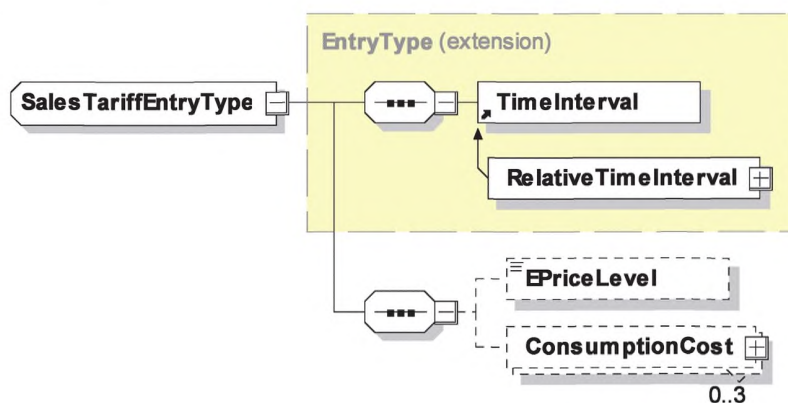 EntryType (extension)
SalesTariffEntryType
TimeInterval
RelativeTimeInterval
EPriceLevel
ConsumptionCost
0..3